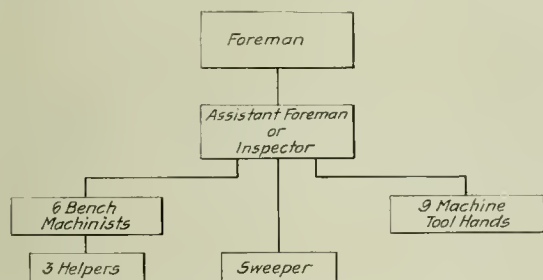 Foreman
Assistant Foreman
or
Inspector
6 Bench
Machinists
9 Machine
Tool Hands
3 Helpers
Sweeper